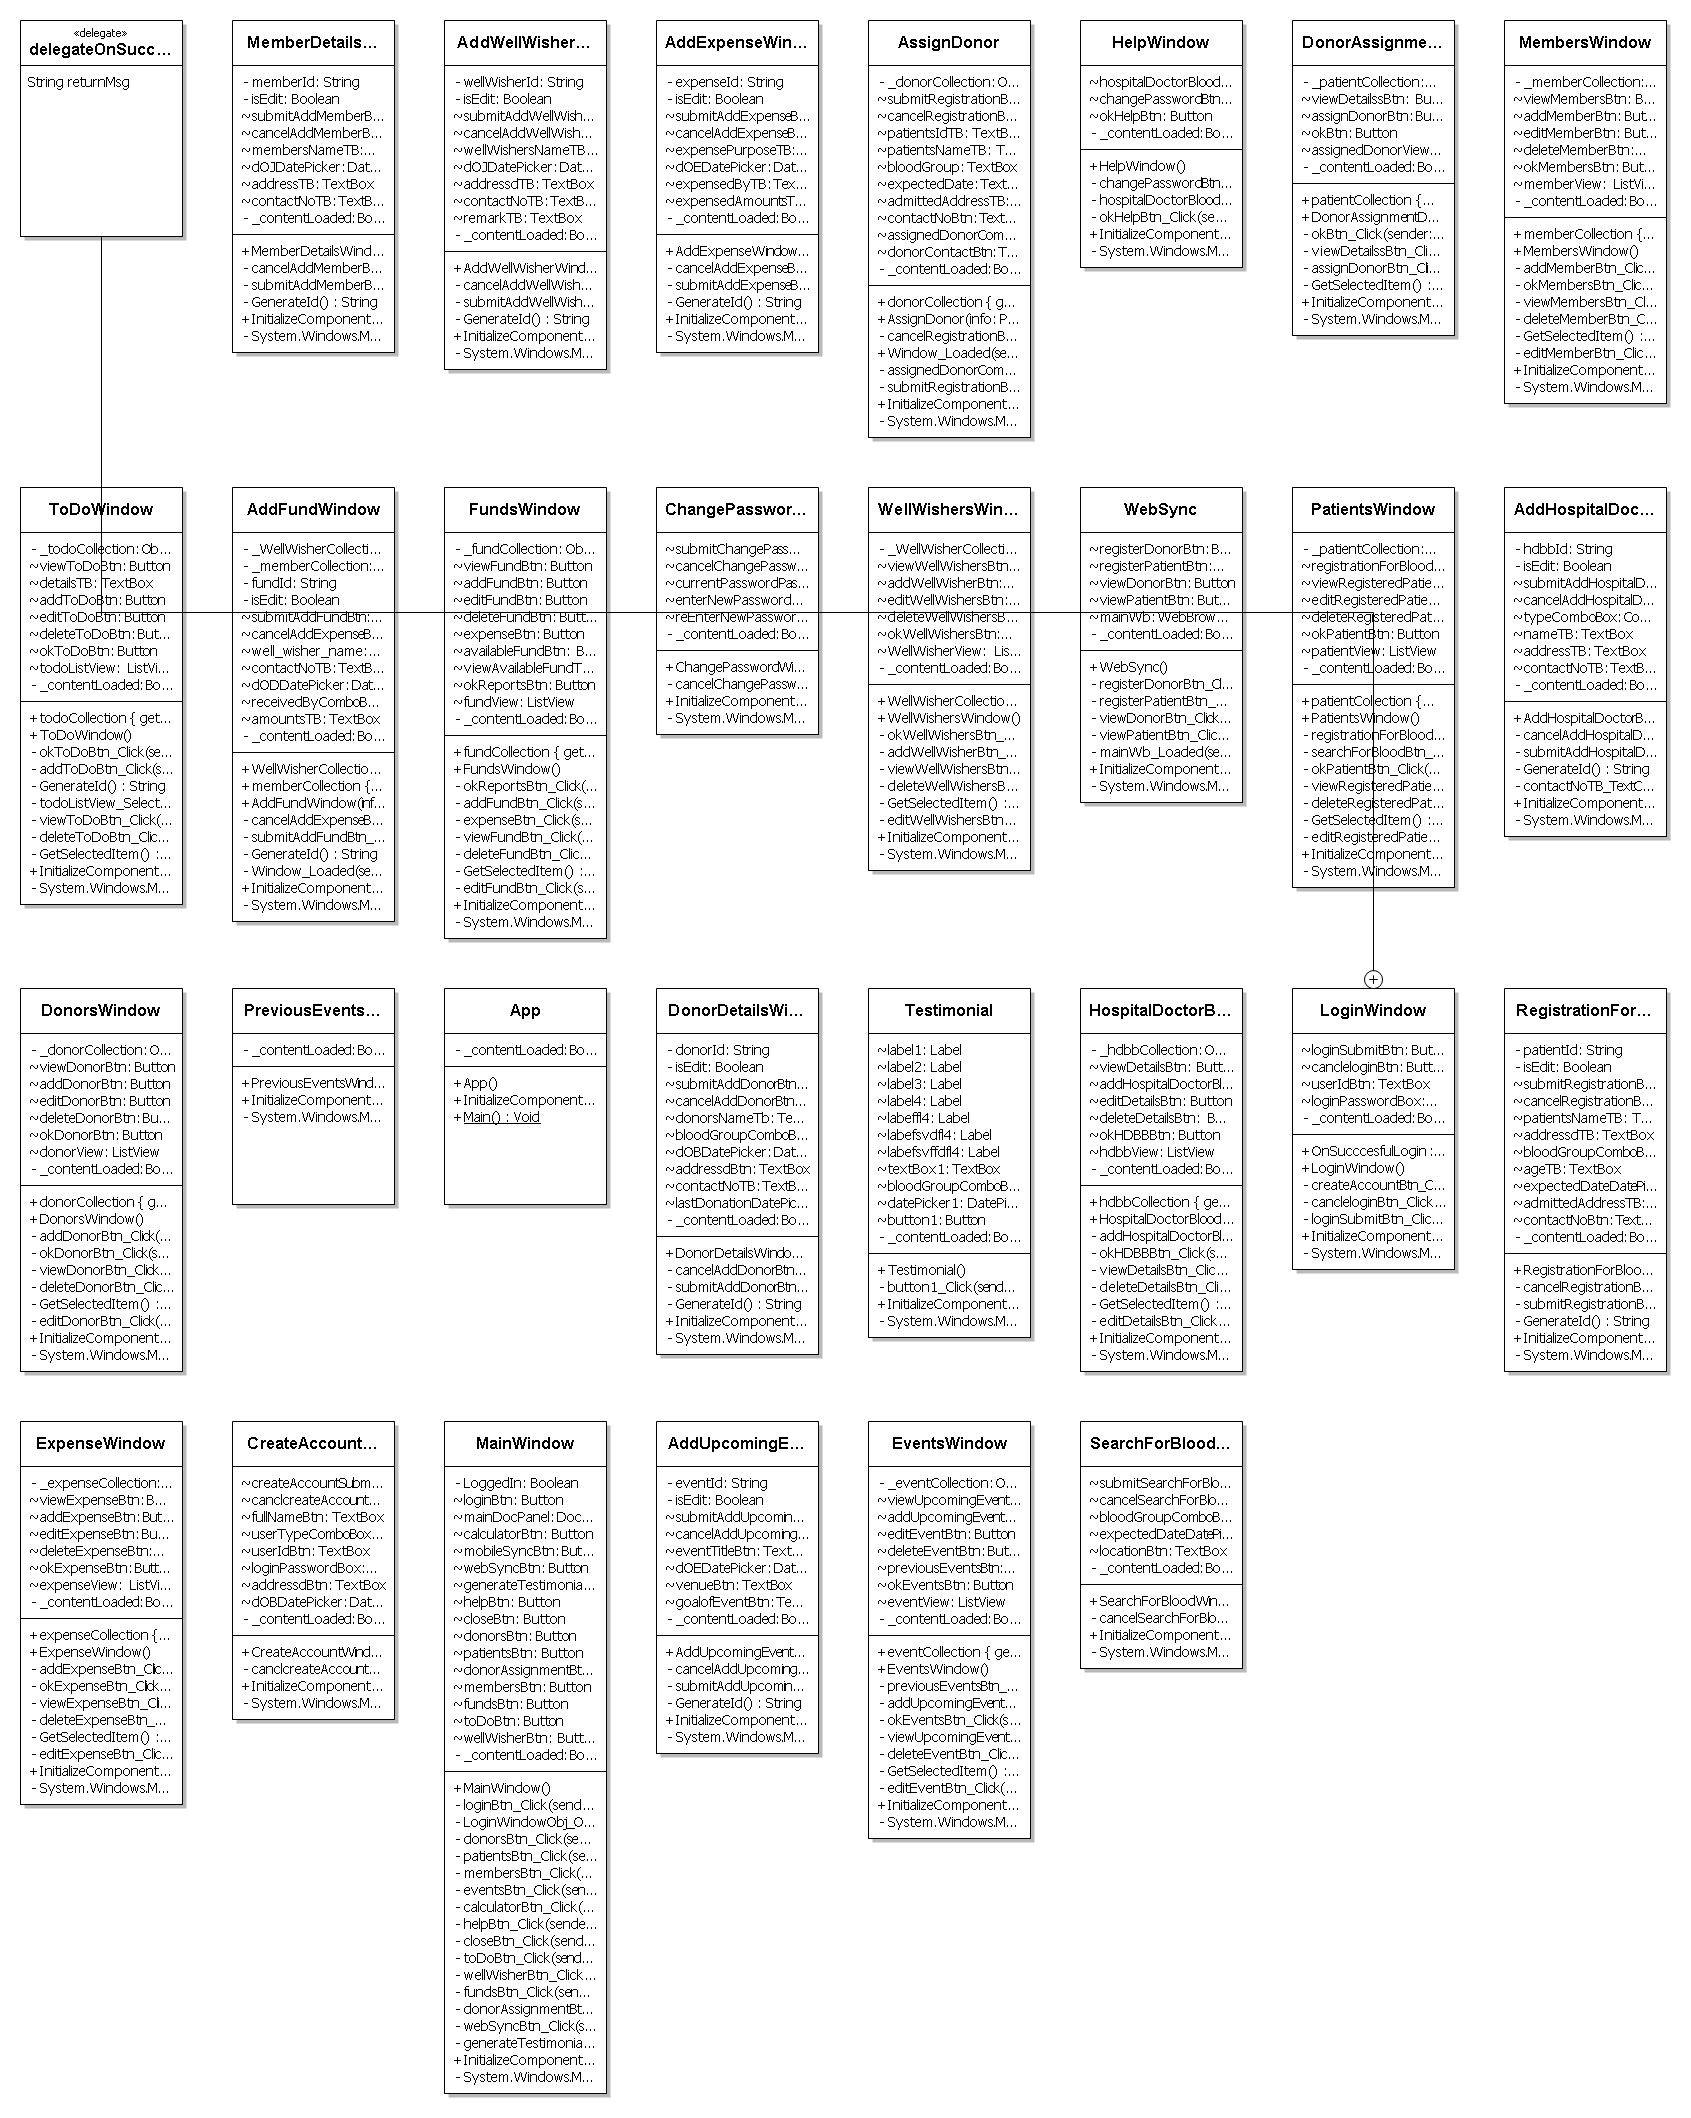 «delegate»
delegateOnSucc...
String returnMsg
MemberDetails...
- memberId: String
- isEdit: Boolean
~submitAddMemberB...
~cancelAddMemberB...
~membersNameTB:...
~dOJDatePicker: Dat...
~addressTB: TextBox
~contactNoTB: TextB...
- _contentLoaded: Bo...
+MemberDetailsWind...
- cancelAddMemberB...
- submitAddMemberB...
- GenerateId() : String
+InitializeComponent...
- System.Windows.M...
AddWellWisher...
- wellWisherId: String
- isEdit: Boolean
~submitAddWellWish...
~cancelAddWellWish...
~wellWishersNameTB...
~dOJDatePicker: Dat...
~addressdTB: TextBox
~contactNoTB: TextB...
~remarkTB: TextBox
- _contentLoaded: Bo...
+AddWellWisherWind...
- cancelAddWellWish...
- submitAddWellWish...
- GenerateId() : String
+InitializeComponent...
- System.Windows.M...
AddExpenseWin...
- expenseId: String
- isEdit: Boolean
~submitAddExpenseB...
~cancelAddExpenseB...
~expensePurposeTB...
~dOEDatePicker: Dat...
~expensedByTB: Tex...
~expensedAmountsT...
- _contentLoaded: Bo...
+AddExpenseWindow...
- cancelAddExpenseB...
- submitAddExpenseB...
- GenerateId() : String
+InitializeComponent...
- System.Windows.M...
AssignDonor
- _donorCollection: O...
~submitRegistrationB...
~cancelRegistrationB...
~patientsIdTB: TextB...
~patientsNameTB: T...
~bloodGroup: TextBox
~expectedDate: Text...
~admittedAddressTB:...
~contactNoBtn: Text...
~assignedDonorCom...
~donorContactBtn: T...
- _contentLoaded: Bo...
+donorCollection { g...
+AssignDonor(info: P...
- cancelRegistrationB...
+Window_Loaded(se...
- assignedDonorCom...
- submitRegistrationB...
+InitializeComponent...
- System.Windows.M...
HelpWindow
~hospitalDoctorBlood...
~changePasswordBtn...
~okHelpBtn: Button
- _contentLoaded: Bo...
+HelpWindow()
- changePasswordBtn...
- hospitalDoctorBlood...
- okHelpBtn_Click(se...
+InitializeComponent...
- System.Windows.M...
DonorAssignme...
- _patientCollection:...
~viewDetailssBtn: Bu...
~assignDonorBtn: Bu...
~okBtn: Button
~assignedDonorView...
- _contentLoaded: Bo...
+patientCollection {...
+DonorAssignmentD...
- okBtn_Click(sender:...
- viewDetailssBtn_Cli...
- assignDonorBtn_Cl...
- GetSelectedItem() :...
+InitializeComponent...
- System.Windows.M...
MembersWindow
- _memberCollection:...
~viewMembersBtn: B...
~addMemberBtn: But...
~editMemberBtn: But...
~deleteMemberBtn:...
~okMembersBtn: But...
~memberView: ListVi...
- _contentLoaded: Bo...
+memberCollection {...
+MembersWindow()
- addMemberBtn_Clic...
- okMembersBtn_Clic...
- viewMembersBtn_Cl...
- deleteMemberBtn_C...
- GetSelectedItem() :...
- editMemberBtn_Clic...
+InitializeComponent...
- System.Windows.M...
ToDoWindow
- _todoCollection: Ob...
~viewToDoBtn: Button
~detailsTB: TextBox
~addToDoBtn: Button
~editToDoBtn: Button
~deleteToDoBtn: But...
~okToDoBtn: Button
~todoListView: ListVi...
- _contentLoaded: Bo...
+todoCollection { get...
+ToDoWindow()
- okToDoBtn_Click(se...
- addToDoBtn_Click(s...
- GenerateId() : String
- todoListView_Select...
- viewToDoBtn_Click(...
- deleteToDoBtn_Clic...
- GetSelectedItem() :...
+InitializeComponent...
- System.Windows.M...
AddFundWindow
- _WellWisherCollecti...
- _memberCollection:...
- fundId: String
- isEdit: Boolean
~submitAddFundBtn:...
~cancelAddExpenseB...
~well_wisher_name:...
~contactNoTB: TextB...
~dODDatePicker: Dat...
~receivedByComboB...
~amountsTB: TextBox
- _contentLoaded: Bo...
+WellWisherCollectio...
+memberCollection {...
+AddFundWindow(inf...
- cancelAddExpenseB...
- submitAddFundBtn_...
- GenerateId() : String
- Window_Loaded(se...
+InitializeComponent...
- System.Windows.M...
FundsWindow
- _fundCollection: Ob...
~viewFundBtn: Button
~addFundBtn: Button
~editFundBtn: Button
~deleteFundBtn: Butt...
~expenseBtn: Button
~availableFundBtn: B...
~viewAvailableFundT...
~okReportsBtn: Button
~fundView: ListView
- _contentLoaded: Bo...
+fundCollection { get...
+FundsWindow()
- okReportsBtn_Click(...
- addFundBtn_Click(s...
- expenseBtn_Click(s...
- viewFundBtn_Click(...
- deleteFundBtn_Clic...
- GetSelectedItem() :...
- editFundBtn_Click(s...
+InitializeComponent...
- System.Windows.M...
ChangePasswor...
~submitChangePass...
~cancelChangePassw...
~currentPasswordPas...
~enterNewPassword...
~reEnterNewPasswor...
- _contentLoaded: Bo...
+ChangePasswordWi...
- cancelChangePassw...
+InitializeComponent...
- System.Windows.M...
WellWishersWin...
- _WellWisherCollecti...
~viewWellWishersBtn...
~addWellWisherBtn:...
~editWellWishersBtn:...
~deleteWellWishersB...
~okWellWishersBtn:...
~WellWisherView: Lis...
- _contentLoaded: Bo...
+WellWisherCollectio...
+WellWishersWindow()
- okWellWishersBtn_...
- addWellWisherBtn_...
- viewWellWishersBtn...
- deleteWellWishersB...
- GetSelectedItem() :...
- editWellWishersBtn...
+InitializeComponent...
- System.Windows.M...
WebSync
~registerDonorBtn: B...
~registerPatientBtn:...
~viewDonorBtn: Button
~viewPatientBtn: But...
~mainWb: WebBrow...
- _contentLoaded: Bo...
+WebSync()
- registerDonorBtn_Cl...
- registerPatientBtn_...
- viewDonorBtn_Click...
- viewPatientBtn_Clic...
- mainWb_Loaded(se...
+InitializeComponent...
- System.Windows.M...
PatientsWindow
- _patientCollection:...
~registrationForBlood...
~viewRegisteredPatie...
~editRegisteredPatie...
~deleteRegisteredPat...
~okPatientBtn: Button
~patientView: ListView
- _contentLoaded: Bo...
+patientCollection {...
+PatientsWindow()
- registrationForBlood...
- searchForBloodBtn_...
- okPatientBtn_Click(...
- viewRegisteredPatie...
- deleteRegisteredPat...
- GetSelectedItem() :...
- editRegisteredPatie...
+InitializeComponent...
- System.Windows.M...
AddHospitalDoc...
- hdbbId: String
- isEdit: Boolean
~submitAddHospitalD...
~cancelAddHospitalD...
~typeComboBox: Co...
~nameTB: TextBox
~addressTB: TextBox
~contactNoTB: TextB...
- _contentLoaded: Bo...
+AddHospitalDoctorB...
- cancelAddHospitalD...
- submitAddHospitalD...
- GenerateId() : String
- contactNoTB_TextC...
+InitializeComponent...
- System.Windows.M...
DonorsWindow
- _donorCollection: O...
~viewDonorBtn: Button
~addDonorBtn: Button
~editDonorBtn: Button
~deleteDonorBtn: Bu...
~okDonorBtn: Button
~donorView: ListView
- _contentLoaded: Bo...
+donorCollection { g...
+DonorsWindow()
- addDonorBtn_Click(...
- okDonorBtn_Click(s...
- viewDonorBtn_Click...
- deleteDonorBtn_Clic...
- GetSelectedItem() :...
- editDonorBtn_Click(...
+InitializeComponent...
- System.Windows.M...
PreviousEvents...
- _contentLoaded: Bo...
+PreviousEventsWind...
+InitializeComponent...
- System.Windows.M...
App
- _contentLoaded: Bo...
+App()
+InitializeComponent...
+Main() : Void
DonorDetailsWi...
- donorId: String
- isEdit: Boolean
~submitAddDonorBtn...
~cancelAddDonorBtn...
~donorsNameTb: Te...
~bloodGroupComboB...
~dOBDatePicker: Dat...
~addressdBtn: TextBox
~contactNoTB: TextB...
~lastDonationDatePic...
- _contentLoaded: Bo...
+DonorDetailsWindo...
- cancelAddDonorBtn...
- submitAddDonorBtn...
- GenerateId() : String
+InitializeComponent...
- System.Windows.M...
Testimonial
~label1: Label
~label2: Label
~label3: Label
~label4: Label
~labeffl4: Label
~labefsvdfl4: Label
~labefsvffdfl4: Label
~textBox1: TextBox
~bloodGroupComboB...
~datePicker1: DatePi...
~button1: Button
- _contentLoaded: Bo...
+Testimonial()
- button1_Click(send...
+InitializeComponent...
- System.Windows.M...
HospitalDoctorB...
- _hdbbCollection: O...
~viewDetailsBtn: Butt...
~addHospitalDoctorBl...
~editDetailsBtn: Button
~deleteDetailsBtn: B...
~okHDBBBtn: Button
~hdbbView: ListView
- _contentLoaded: Bo...
+hdbbCollection { ge...
+HospitalDoctorBlood...
- addHospitalDoctorBl...
- okHDBBBtn_Click(s...
- viewDetailsBtn_Clic...
- deleteDetailsBtn_Cli...
- GetSelectedItem() :...
- editDetailsBtn_Click...
+InitializeComponent...
- System.Windows.M...
LoginWindow
~loginSubmitBtn: But...
~cancleloginBtn: Butt...
~userIdBtn: TextBox
~loginPasswordBox:...
- _contentLoaded: Bo...
+OnSucccesfulLogin :...
+LoginWindow()
- createAccountBtn_C...
- cancleloginBtn_Click...
- loginSubmitBtn_Clic...
+InitializeComponent...
- System.Windows.M...
RegistrationFor...
- patientId: String
- isEdit: Boolean
~submitRegistrationB...
~cancelRegistrationB...
~patientsNameTB: T...
~addressdTB: TextBox
~bloodGroupComboB...
~ageTB: TextBox
~expectedDateDatePi...
~admittedAddressTB:...
~contactNoBtn: Text...
- _contentLoaded: Bo...
+RegistrationForBloo...
- cancelRegistrationB...
- submitRegistrationB...
- GenerateId() : String
+InitializeComponent...
- System.Windows.M...
ExpenseWindow
- _expenseCollection:...
~viewExpenseBtn: B...
~addExpenseBtn: But...
~editExpenseBtn: Bu...
~deleteExpenseBtn:...
~okExpenseBtn: Butt...
~expenseView: ListVi...
- _contentLoaded: Bo...
+expenseCollection {...
+ExpenseWindow()
- addExpenseBtn_Clic...
- okExpenseBtn_Click...
- viewExpenseBtn_Cli...
- deleteExpenseBtn_...
- GetSelectedItem() :...
- editExpenseBtn_Clic...
+InitializeComponent...
- System.Windows.M...
CreateAccount...
~createAccountSubm...
~canclcreateAccount...
~fullNameBtn: TextBox
~userTypeComboBox...
~userIdBtn: TextBox
~loginPasswordBox:...
~addressdBtn: TextBox
~dOBDatePicker: Dat...
- _contentLoaded: Bo...
+CreateAccountWind...
- canclcreateAccount...
+InitializeComponent...
- System.Windows.M...
MainWindow
- LoggedIn: Boolean
~loginBtn: Button
~mainDocPanel: Doc...
~calculatorBtn: Button
~mobileSyncBtn: But...
~webSyncBtn: Button
~generateTestimonia...
~helpBtn: Button
~closeBtn: Button
~donorsBtn: Button
~patientsBtn: Button
~donorAssignmentBt...
~membersBtn: Button
~fundsBtn: Button
~toDoBtn: Button
~wellWisherBtn: Butt...
- _contentLoaded: Bo...
+MainWindow()
- loginBtn_Click(send...
- LoginWindowObj_O...
- donorsBtn_Click(se...
- patientsBtn_Click(se...
- membersBtn_Click(...
- eventsBtn_Click(sen...
- calculatorBtn_Click(...
- helpBtn_Click(sende...
- closeBtn_Click(send...
- toDoBtn_Click(send...
- wellWisherBtn_Click...
- fundsBtn_Click(sen...
- donorAssignmentBt...
- webSyncBtn_Click(s...
- generateTestimonia...
+InitializeComponent...
- System.Windows.M...
AddUpcomingE...
- eventId: String
- isEdit: Boolean
~submitAddUpcomin...
~cancelAddUpcoming...
~eventTitleBtn: Text...
~dOEDatePicker: Dat...
~venueBtn: TextBox
~goalofEventBtn: Te...
- _contentLoaded: Bo...
+AddUpcomingEvent...
- cancelAddUpcoming...
- submitAddUpcomin...
- GenerateId() : String
+InitializeComponent...
- System.Windows.M...
EventsWindow
- _eventCollection: O...
~viewUpcomingEvent...
~addUpcomingEvent...
~editEventBtn: Button
~deleteEventBtn: But...
~previousEventsBtn:...
~okEventsBtn: Button
~eventView: ListView
- _contentLoaded: Bo...
+eventCollection { ge...
+EventsWindow()
- previousEventsBtn_...
- addUpcomingEvent...
- okEventsBtn_Click(s...
- viewUpcomingEvent...
- deleteEventBtn_Clic...
- GetSelectedItem() :...
- editEventBtn_Click(...
+InitializeComponent...
- System.Windows.M...
SearchForBlood...
~submitSearchForBlo...
~cancelSearchForBlo...
~bloodGroupComboB...
~expectedDateDatePi...
~locationBtn: TextBox
- _contentLoaded: Bo...
+SearchForBloodWin...
- cancelSearchForBlo...
+InitializeComponent...
- System.Windows.M...